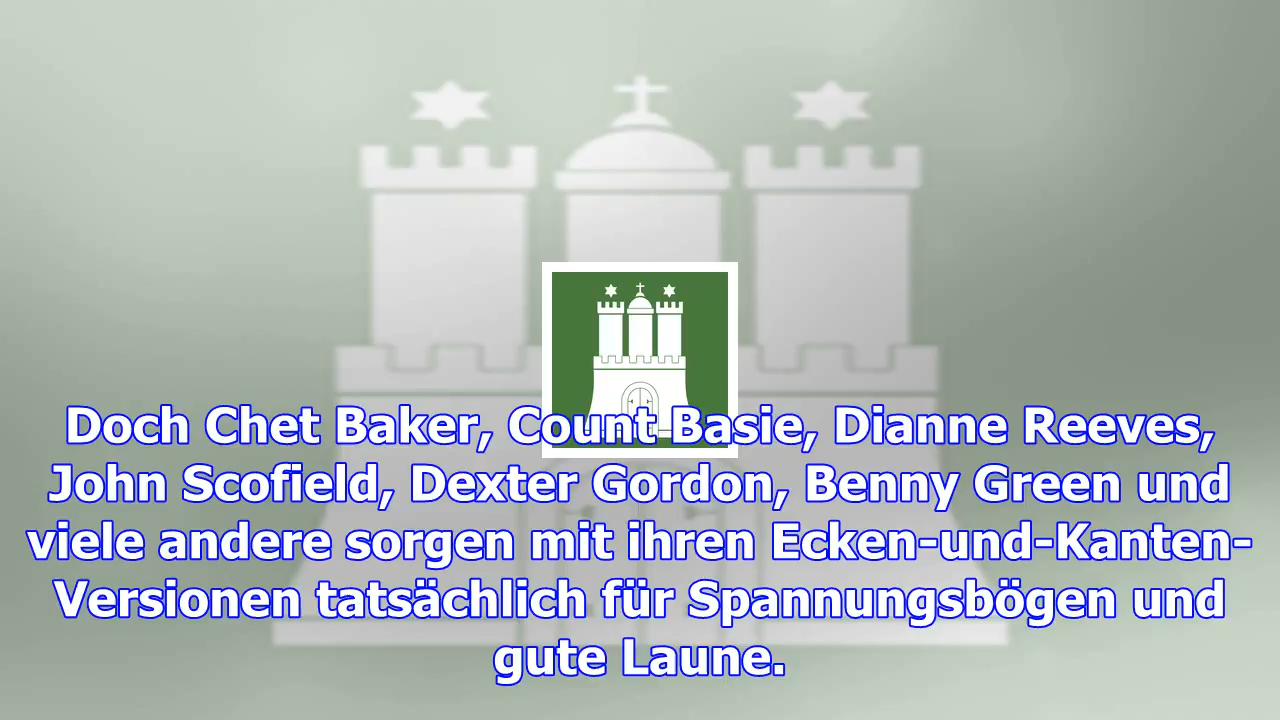 Doch Chet Baker, Count Basie, Dianne Reeves,
John Scofield, Dexter Gordon, Benny Green und
viele andere sorgen mit ihren Ecken-und-Kanten-
Versionen tatsächlich für Spannungsbögen und
gute Laune.